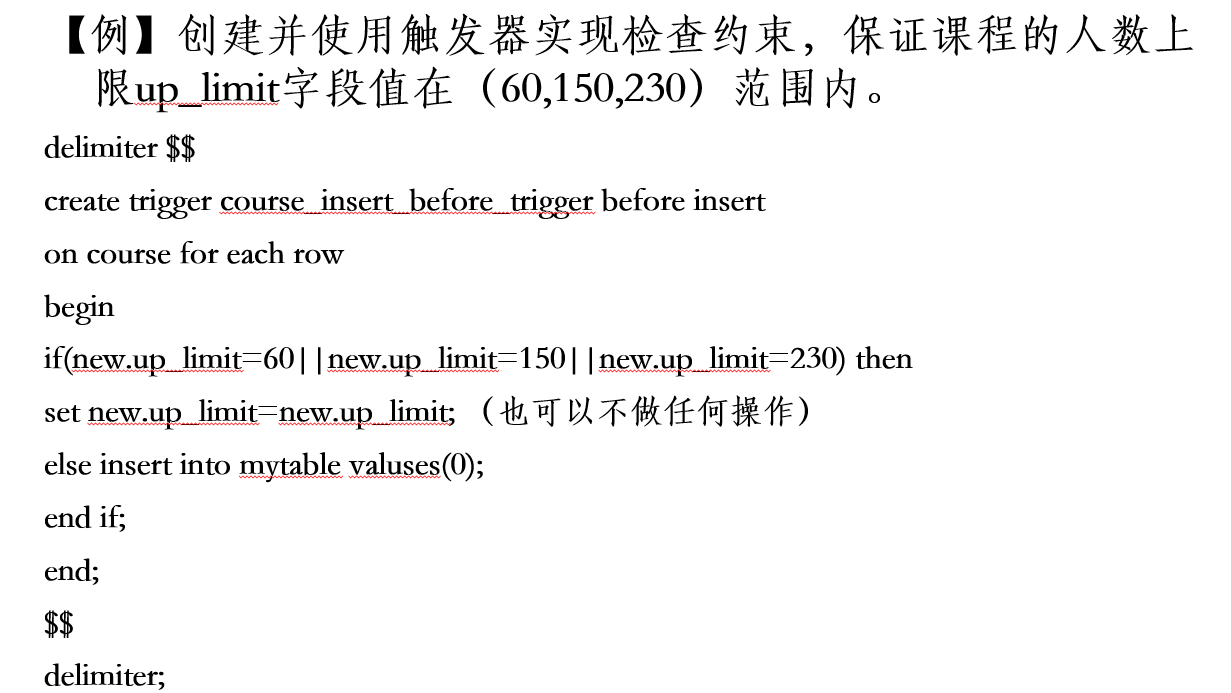 【例】创建并使用触发器实现检查约束，保证课程的人数上
限up_limit字段值在（60,150,230）范围内。
delimiter $$
create trigger course_insert_before_trigger before insert
on course for each row
begin
if(new.up_limit=60||new.up_limit=150||new.up_limit=230) then
set new.up_limit=new.up_limit; （也可以不做任何操作）
else insert into mytable valuses(0);
end if;
end;
$$
delimiter;